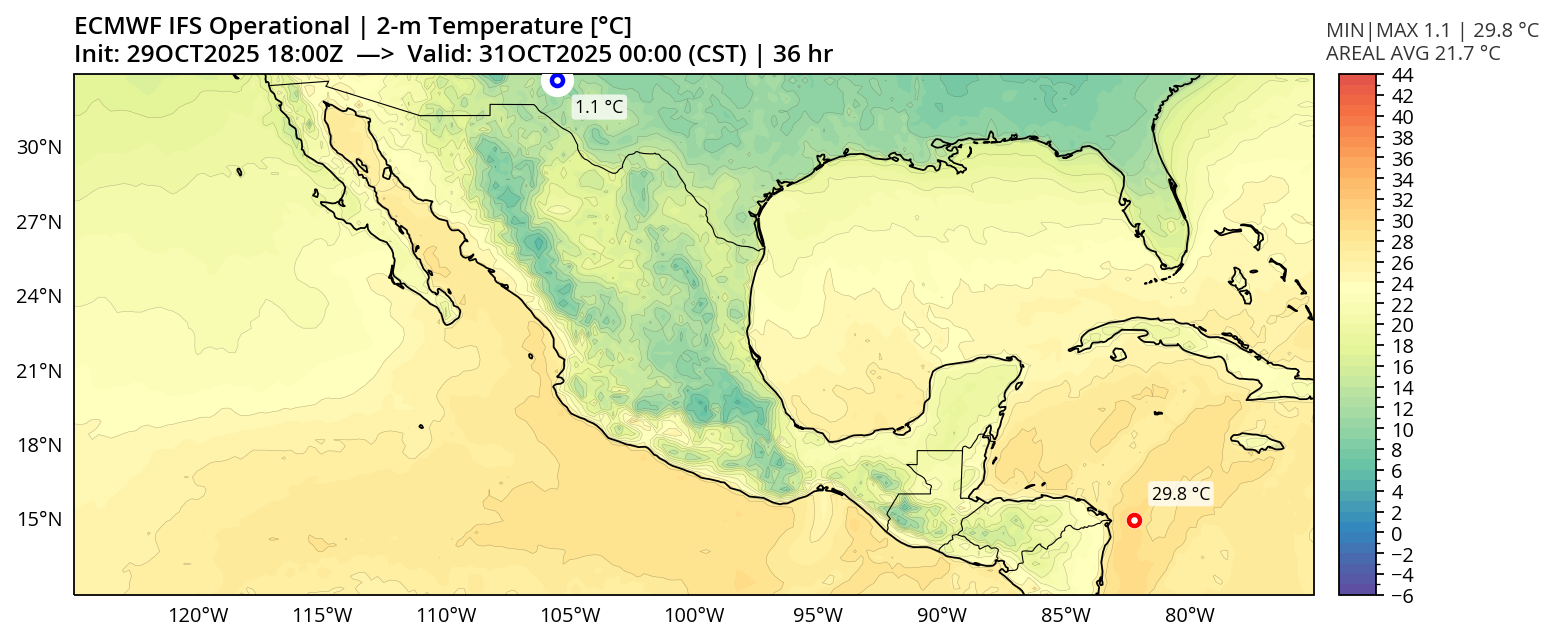 ECMWF IFS Operational | 2-m Temperature [°C]
Init: 29OCT2025 18:00Z —> Valid: 31OCT2025 00:00 (CST) | 36 hr
MIN|MAX 1.1 | 29.8 °C
AREAL AVG 21.7 °C
1.1 °C
29.8 °C
30°N
27°N
24°N
21°N
18°N
15°N
120°W
115°W
110°W
105°W
100°W
95°W
90°W
85°W
80°W
44
42
40
38
36
34
32
30
28
26
24
22
20
18
16
14
12
10
8
6
4
2
0
−2
−4
−6